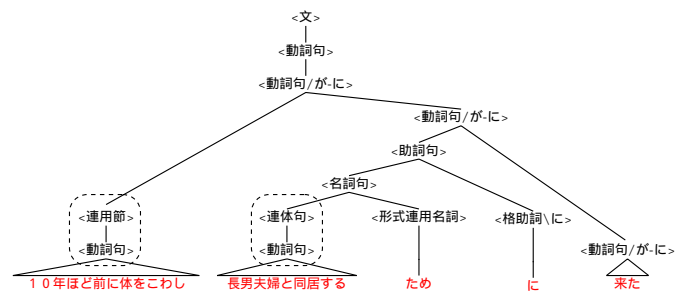 <文>
<動詞句>
<動詞句/が-に>
<動詞句/が-に>
<助詞句>
<名詞句>
<連用節> <連体句> <形式連用名詞> <格助詞\に>
<動詞句> <動詞句> <動詞句/が-に>
１０年ほど前に体をこわし 長男夫婦と同居する ため に 来た